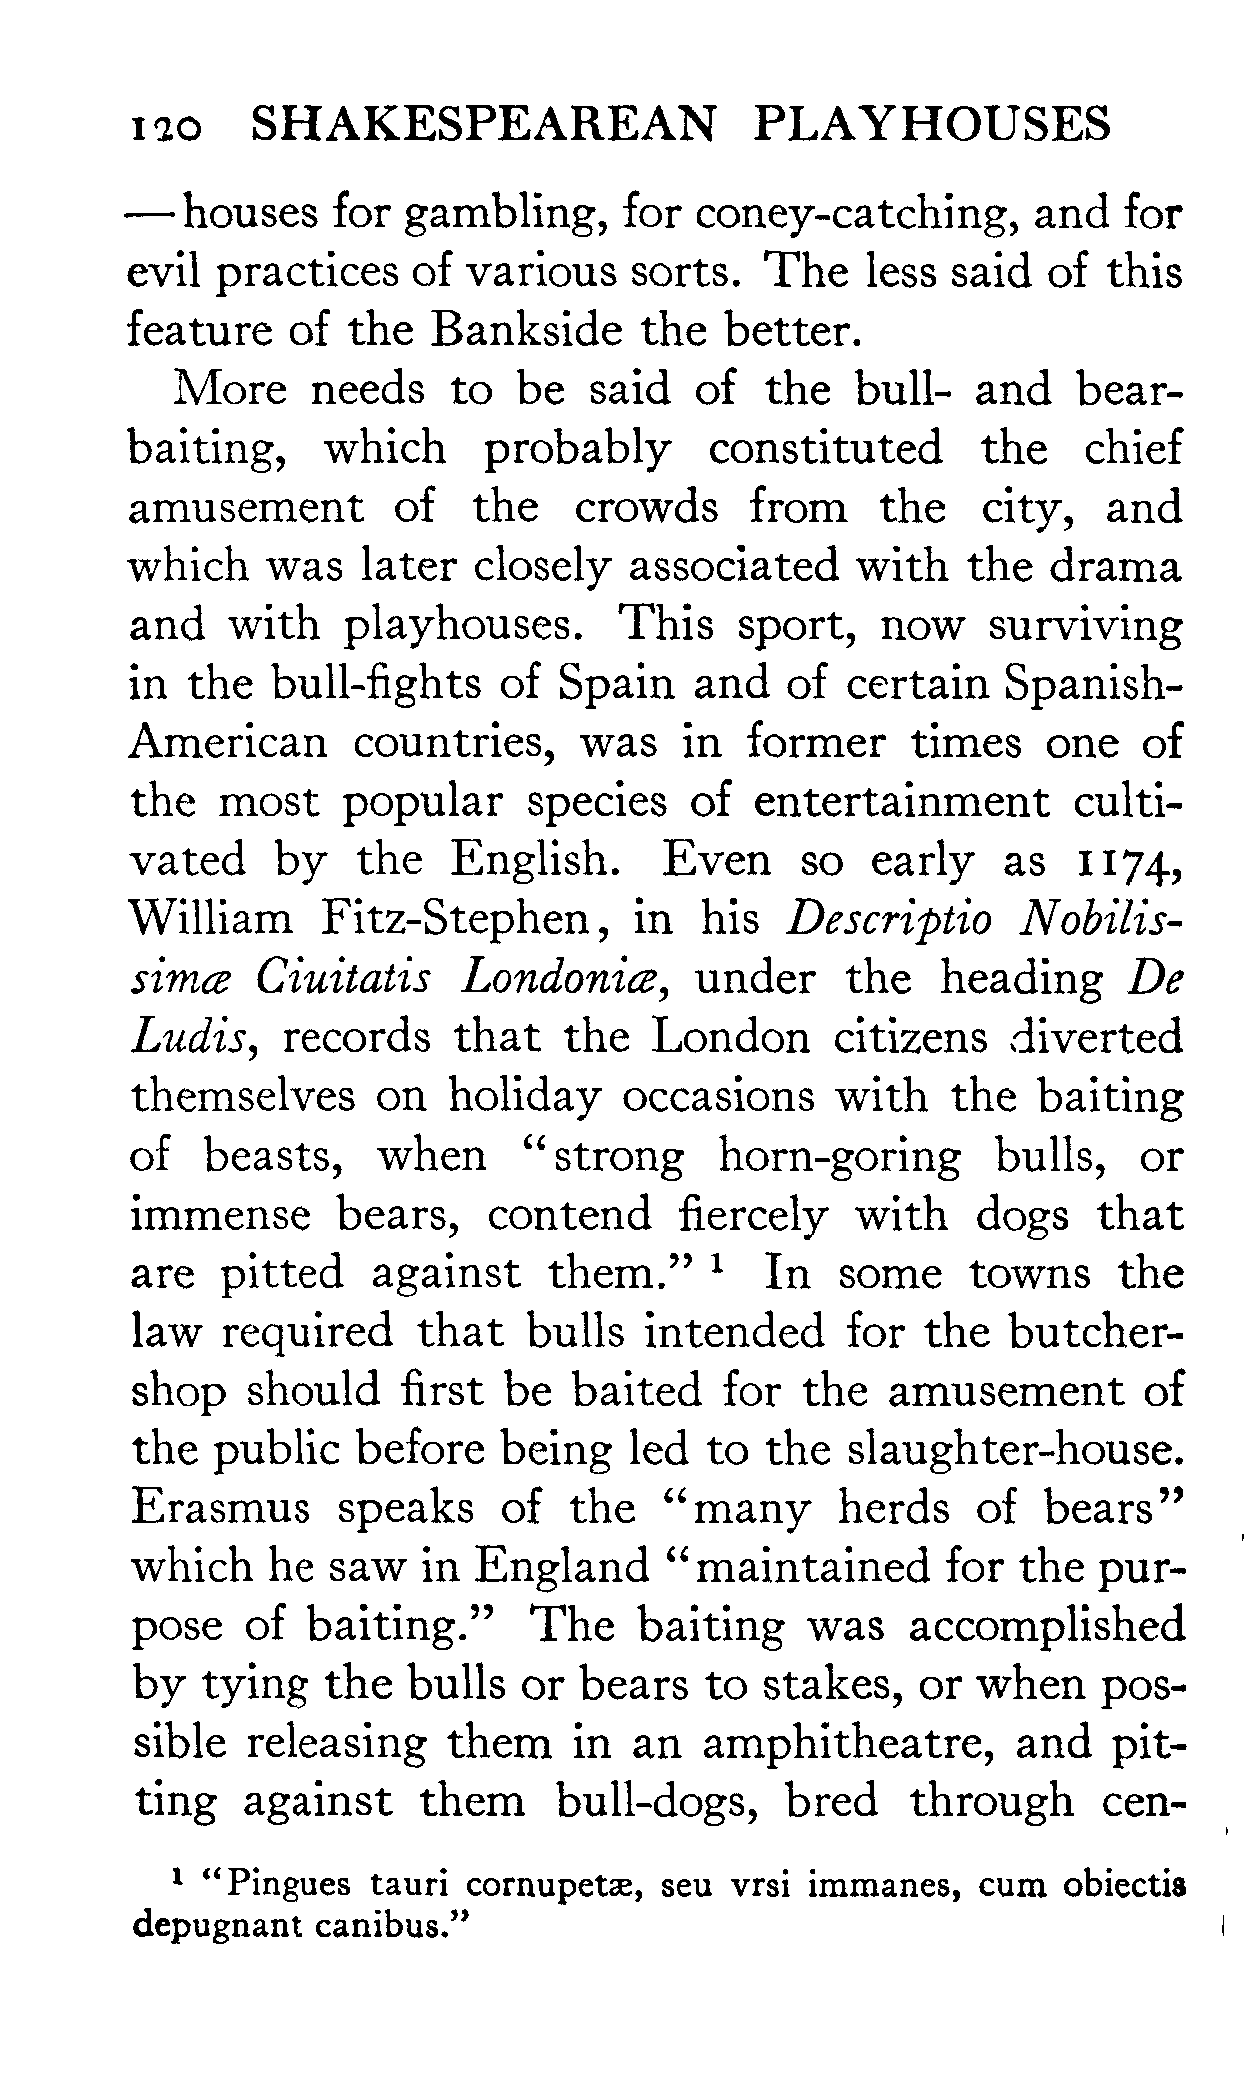 120 SHAKESPEAREAN PLAYHOUSES
—houses for gambling, for coney-catching, and for
evil practices of various sorts. The less said of this
feature of the Bankside the better.
More needs to be said of the bull- and bear-
baiting, which probably constituted the chief
amusement of the crowds from the city, and
which was later closely associated with the drama
and with playhouses. This sport, now surviving
in the bull-fights of Spain and of certain Spanish-
American countries, was in former times one of
the most popular species of entertainment culti-
vated by the English. Even so early as 1174,
William Fitz-Stephen, in his Descriptio Nobilis-
simæ Ciuitatis Londoniæ, under the heading De
Ludis, records that the London citizens diverted
themselves on holiday occasions with the baiting
of beasts, when “strong horn-goring bulls, or
immense bears, contend fiercely with dogs that
are pitted against them.” ¹ In some towns the
law required that bulls intended for the butcher-
shop should first be baited for the amusement of
the public before being led to the slaughter-house.
Erasmus speaks of the “many herds of bears”
which he saw in England “maintained for the pur-
pose of baiting.” The baiting was accomplished
by tying the bulls or bears to stakes, or when pos-
sible releasing them in an amphitheatre, and pit-
ting against them bull-dogs, bred through cen-
¹ “Pingues tauri cornupetæ, seu vrsi immanes, cum obiectis
depugnant canibus.”